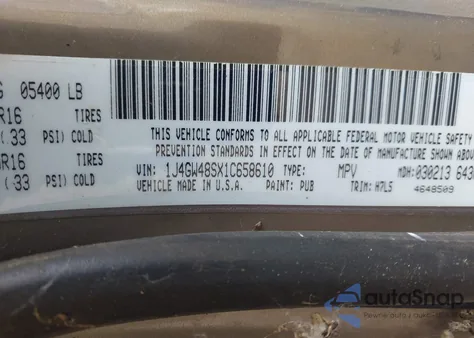 G 05400 LB
R16 TIRES
(33 PSI) COLD
R16 TIRES
(33 PSI) COLD
THIS VEHICLE CONFORMS TO ALL APPLICABLE FEDERAL MOTOR VEHICLE SAFETY
PREVENTION STANDARDS IN EFFECT ON THE DATE OF MANUFACTURE SHOWN
VIN: 1J4GW48SX1C658610 TYPE: MPV MDH: 030213 643
VEHICLE MADE IN U.S.A. PAINT: PUB TRIM: H7L5 4648509
autoSnap